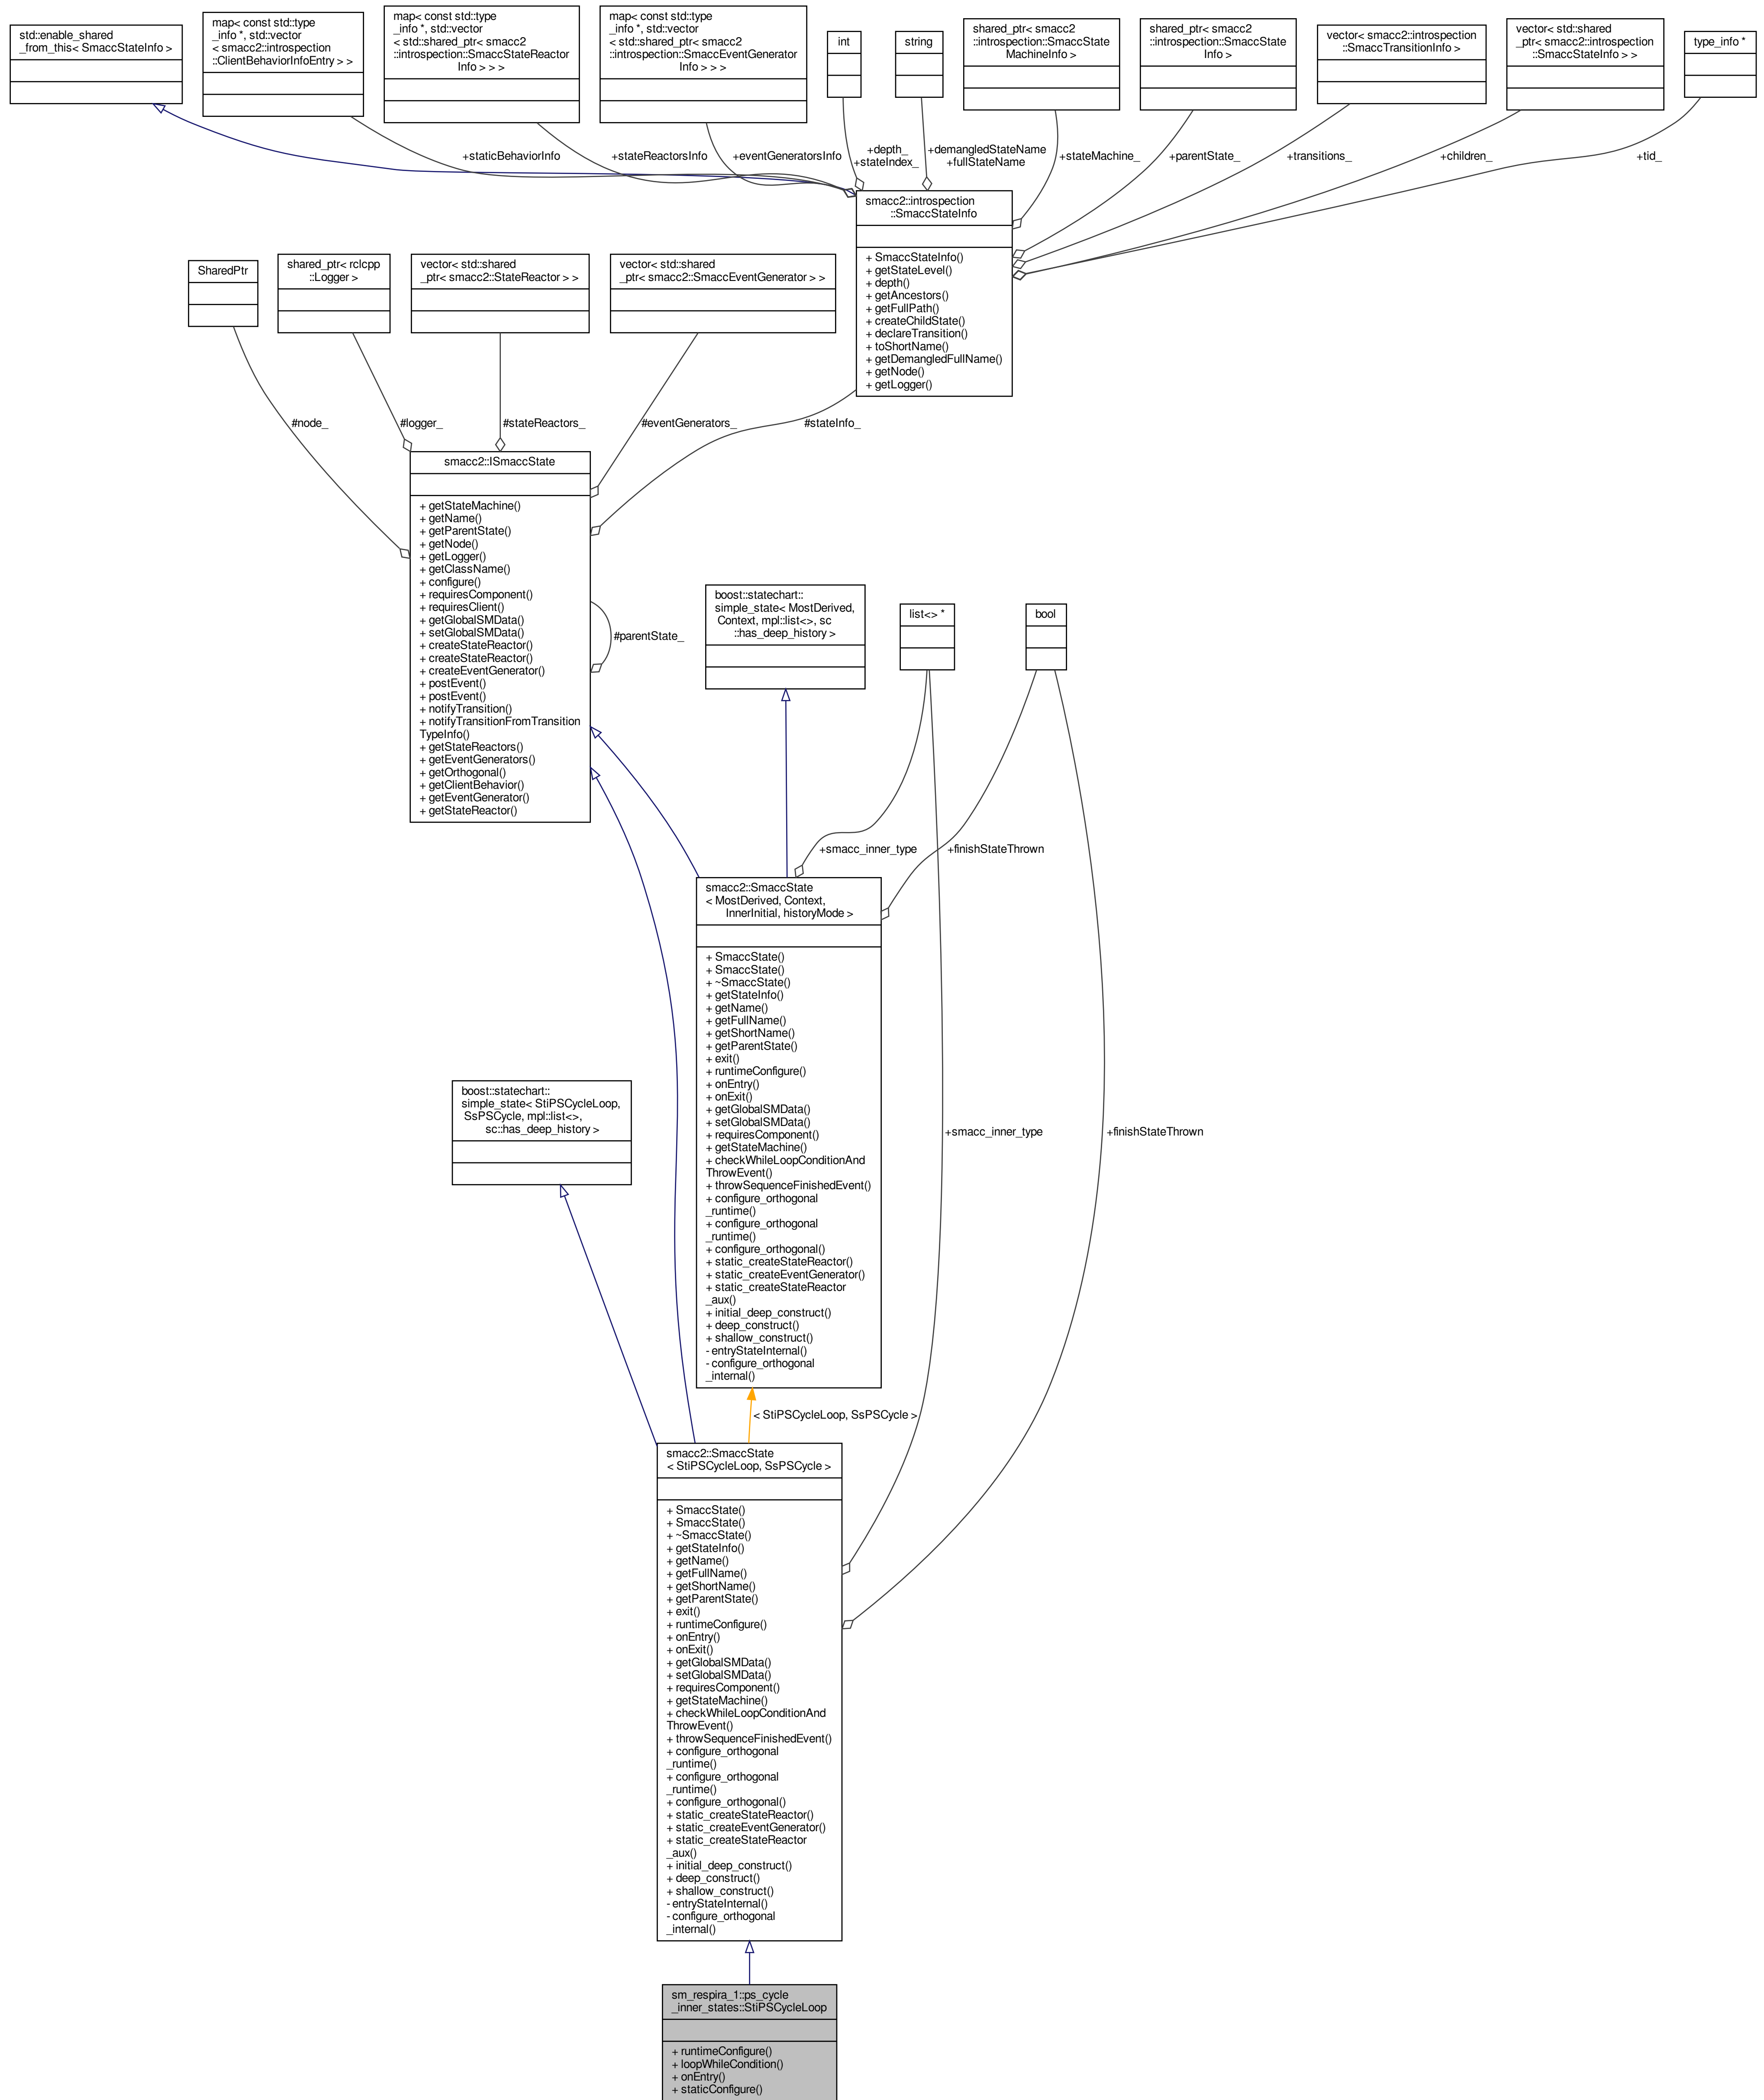 std::enable_shared
_from_this< SmaccStateInfo >
map< const std::type
_info *, std::vector
< smacc2::introspection
::ClientBehaviorInfoEntry > >
map< const std::type
_info *, std::vector
< std::shared_ptr< smacc2
::introspection::SmaccStateReactor
Info > > >
map< const std::type
_info *, std::vector
< std::shared_ptr< smacc2
::introspection::SmaccEventGenerator
Info > > >
int
string
shared_ptr< smacc2
::introspection::SmaccState
MachineInfo >
shared_ptr< smacc2
::introspection::SmaccState
Info >
vector< smacc2::introspection
::SmaccTransitionInfo >
vector< std::shared
_ptr< smacc2::introspection
::SmaccStateInfo > >
type_info *
+staticBehaviorInfo
+stateReactorsInfo
+eventGeneratorsInfo
+depth_
+stateIndex_
+demangledStateName
+fullStateName
+stateMachine_
+parentState_
+transitions_
+children_
+tid_
smacc2::introspection
::SmaccStateInfo
+ SmaccStateInfo()
+ getStateLevel()
+ depth()
+ getAncestors()
+ getFullPath()
+ createChildState()
+ declareTransition()
+ toShortName()
+ getDemangledFullName()
+ getNode()
+ getLogger()
SharedPtr
shared_ptr< rclcpp
::Logger >
vector< std::shared
_ptr< smacc2::StateReactor > >
vector< std::shared
_ptr< smacc2::SmaccEventGenerator > >
#node_
#logger_
#stateReactors_
#eventGenerators_
#stateInfo_
smacc2::ISmaccState
+ getStateMachine()
+ getName()
+ getParentState()
+ getNode()
+ getLogger()
+ getClassName()
+ configure()
+ requiresComponent()
+ requiresClient()
+ getGlobalSMData()
+ setGlobalSMData()
+ createStateReactor()
+ createStateReactor()
+ createEventGenerator()
+ postEvent()
+ postEvent()
+ notifyTransition()
+ notifyTransitionFromTransition
TypeInfo()
+ getStateReactors()
+ getEventGenerators()
+ getOrthogonal()
+ getClientBehavior()
+ getEventGenerator()
+ getStateReactor()
#parentState_
boost::statechart::
simple_state< MostDerived,
Context, mpl::list<>, sc
::has_deep_history >
list<> *
bool
+smacc_inner_type
+finishStateThrown
smacc2::SmaccState
< MostDerived, Context,
InnerInitial, historyMode >
+ SmaccState()
+ SmaccState()
+ ~SmaccState()
+ getStateInfo()
+ getName()
+ getFullName()
+ getShortName()
+ getParentState()
+ exit()
+ runtimeConfigure()
+ onEntry()
+ onExit()
+ getGlobalSMData()
+ setGlobalSMData()
+ requiresComponent()
+ getStateMachine()
+ checkWhileLoopConditionAnd
ThrowEvent()
+ throwSequenceFinishedEvent()
+ configure_orthogonal
_runtime()
+ configure_orthogonal
_runtime()
+ configure_orthogonal()
+ static_createStateReactor()
+ static_createEventGenerator()
+ static_createStateReactor
_aux()
+ initial_deep_construct()
+ deep_construct()
+ shallow_construct()
- entryStateInternal()
- configure_orthogonal
_internal()
boost::statechart::
simple_state< StiPSCycleLoop,
SsPSCycle, mpl::list<>,
sc::has_deep_history >
+smacc_inner_type
+finishStateThrown
< StiPSCycleLoop, SsPSCycle >
smacc2::SmaccState
< StiPSCycleLoop, SsPSCycle >
+ SmaccState()
+ SmaccState()
+ ~SmaccState()
+ getStateInfo()
+ getName()
+ getFullName()
+ getShortName()
+ getParentState()
+ exit()
+ runtimeConfigure()
+ onEntry()
+ onExit()
+ getGlobalSMData()
+ setGlobalSMData()
+ requiresComponent()
+ getStateMachine()
+ checkWhileLoopConditionAnd
ThrowEvent()
+ throwSequenceFinishedEvent()
+ configure_orthogonal
_runtime()
+ configure_orthogonal
_runtime()
+ configure_orthogonal()
+ static_createStateReactor()
+ static_createEventGenerator()
+ static_createStateReactor
_aux()
+ initial_deep_construct()
+ deep_construct()
+ shallow_construct()
- entryStateInternal()
- configure_orthogonal
_internal()
sm_respira_1::ps_cycle
_inner_states::StiPSCycleLoop
+ runtimeConfigure()
+ loopWhileCondition()
+ onEntry()
+ staticConfigure()